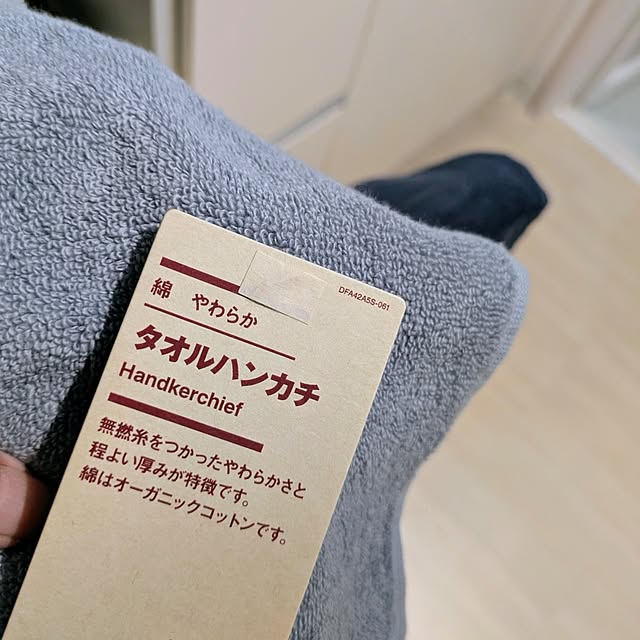 DFA42A5S-061
綿 やわらか
タオルハンカチ
Handkerchief
無撚糸をつかったやわらかさと
程よい厚みが特徴です。
綿はオーガニックコットンです。